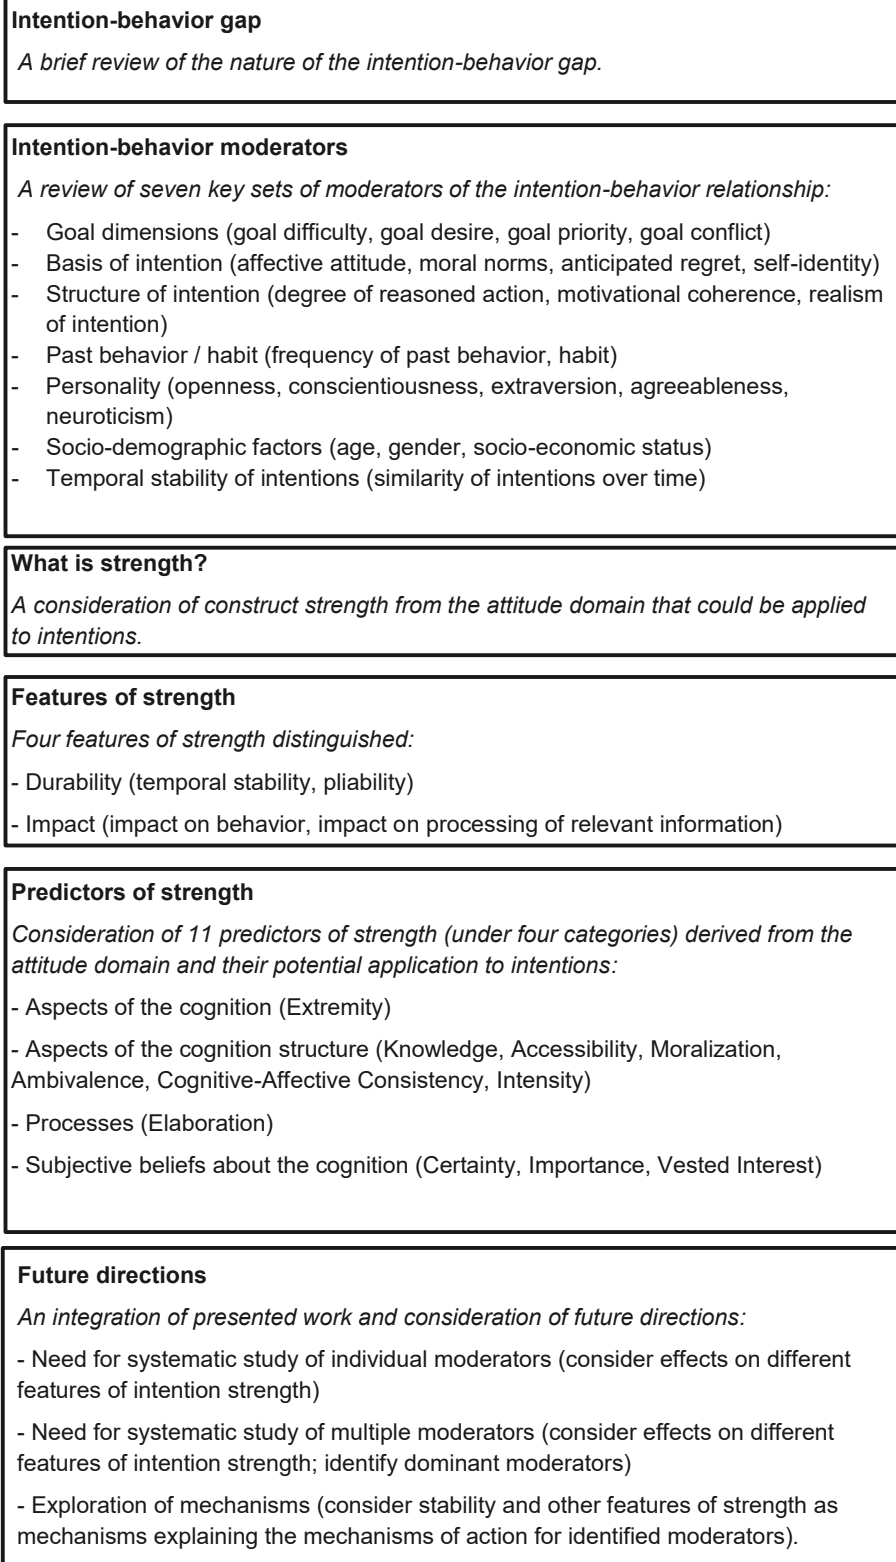 Intention-behavior gap
A brief review of the nature of the intention-behavior gap.
Intention-behavior moderators
A review of seven key sets of moderators of the intention-behavior relationship:
- Goal dimensions (goal difficulty, goal desire, goal priority, goal conflict)
- Basis of intention (affective attitude, moral norms, anticipated regret, self-identity)
- Structure of intention (degree of reasoned action, motivational coherence, realism
of intention)
- Past behavior / habit (frequency of past behavior, habit)
- Personality (openness, conscientiousness, extraversion, agreeableness,
neuroticism)
- Socio-demographic factors (age, gender, socio-economic status)
- Temporal stability of intentions (similarity of intentions over time)
What is strength?
A consideration of construct strength from the attitude domain that could be applied
to intentions.
Features of strength
Four features of strength distinguished:
- Durability (temporal stability, pliability)
- Impact (impact on behavior, impact on processing of relevant information)
Predictors of strength
Consideration of 11 predictors of strength (under four categories) derived from the
attitude domain and their potential application to intentions:
- Aspects of the cognition (Extremity)
- Aspects of the cognition structure (Knowledge, Accessibility, Moralization,
Ambivalence, Cognitive-Affective Consistency, Intensity)
- Processes (Elaboration)
- Subjective beliefs about the cognition (Certainty, Importance, Vested Interest)
Future directions
An integration of presented work and consideration of future directions:
- Need for systematic study of individual moderators (consider effects on different
features of intention strength)
- Need for systematic study of multiple moderators (consider effects on different
features of intention strength; identify dominant moderators)
- Exploration of mechanisms (consider stability and other features of strength as
mechanisms explaining the mechanisms of action for identified moderators).